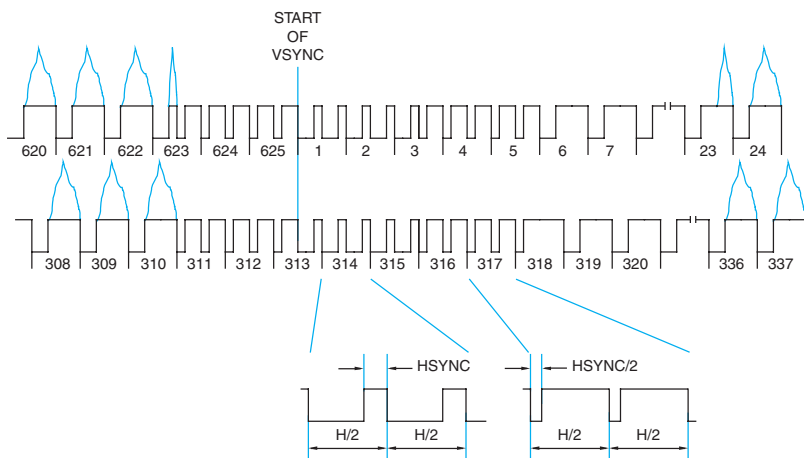 START
OF
VSYNC
620 621 622 623 624 625 1 2 3 4 5 6 7 23 24
308 309 310 311 312 313 314 315 316 317 318 319 320 336 337
HSYNC HSYNC/2
H/2 H/2 H/2 H/2